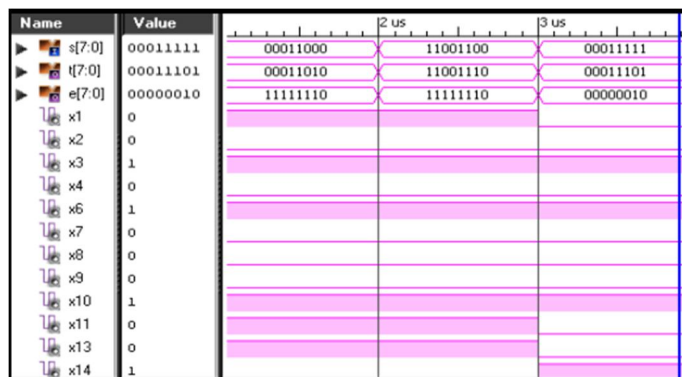 Name Value 2 us 3 us
s[7:0] 00011111 00011000 11001100 00011111
t[7:0] 00011101 00011010 11001110 00011101
e[7:0] 00000010 11111110 11111110 00000010
x1 0
x2 0
x3 1
x4 0
x6 1
x7 0
x8 0
x9 0
x10 1
x11 0
x13 0
x14 1